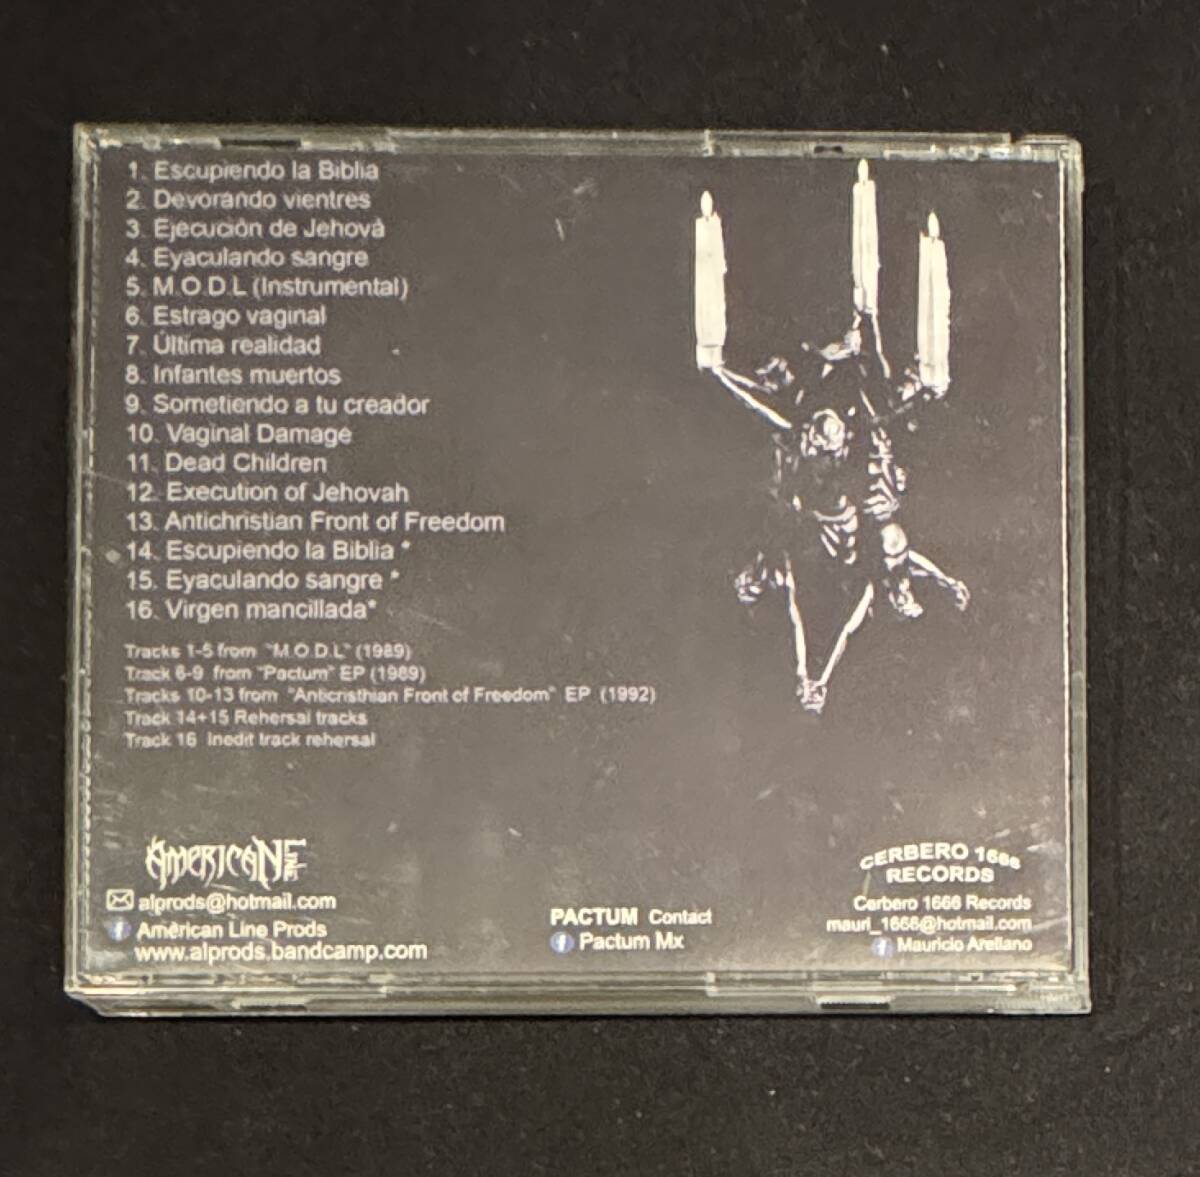 1. Escupiendo la Biblia
2. Devorando vientres
3. Ejecución de Jehová
4. Eyaculando sangre
5. M.O.D.L (Instrumental)
6. Estrago vaginal
7. Última realidad
8. Infantes muertos
9. Sometiendo a tu creador
10. Vaginal Damage
11. Dead Children
12. Execution of Jehovah
13. Antichristian Front of Freedom
14. Escupiendo la Biblia *
15. Eyaculando sangre *
16. Virgen mancillada*
Tracks 1-5 from "M.O.D.L" (1989)
Track 6-9 from "Pactum" EP (1989)
Tracks 10-13 from "Anticristhian Front of Freedom" EP (1992)
Track 14+15 Rehersal tracks
Track 16 Inedit track rehersal
AMERICAN LINE
alprods@hotmail.com
Américan Line Prods
www.alprods.bandcamp.com
PACTUM Contact
Pactum Mx
CERBERO 1666
RECORDS
Cerbero 1666 Records
mauri_1666@hotmail.com
Mauricio Arellano